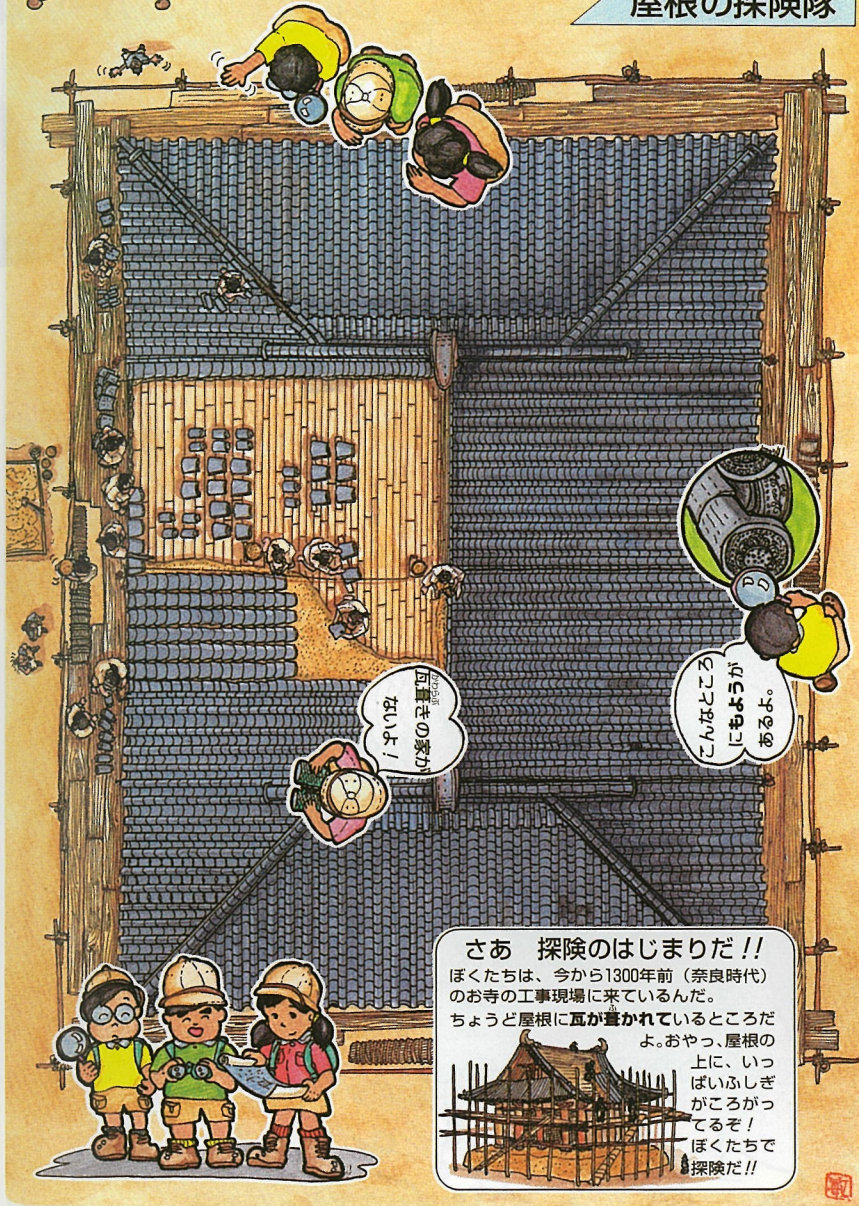 屋根の探険隊
かわらぶ
瓦葺きの家が
ないよ!
こんなところ
にもようが
あるよ。
さあ 探険のはじまりだ!!
ぼくたちは、今から1300年前(奈良時代)
のお寺の工事現場に来ているんだ。
ちょうど屋根に瓦が葺かれているところだ
よ。おやっ、屋根の
上に、いっ
ぱいふしぎ
がころがっ
てるぞ!
ぼくたちで
探険だ!!